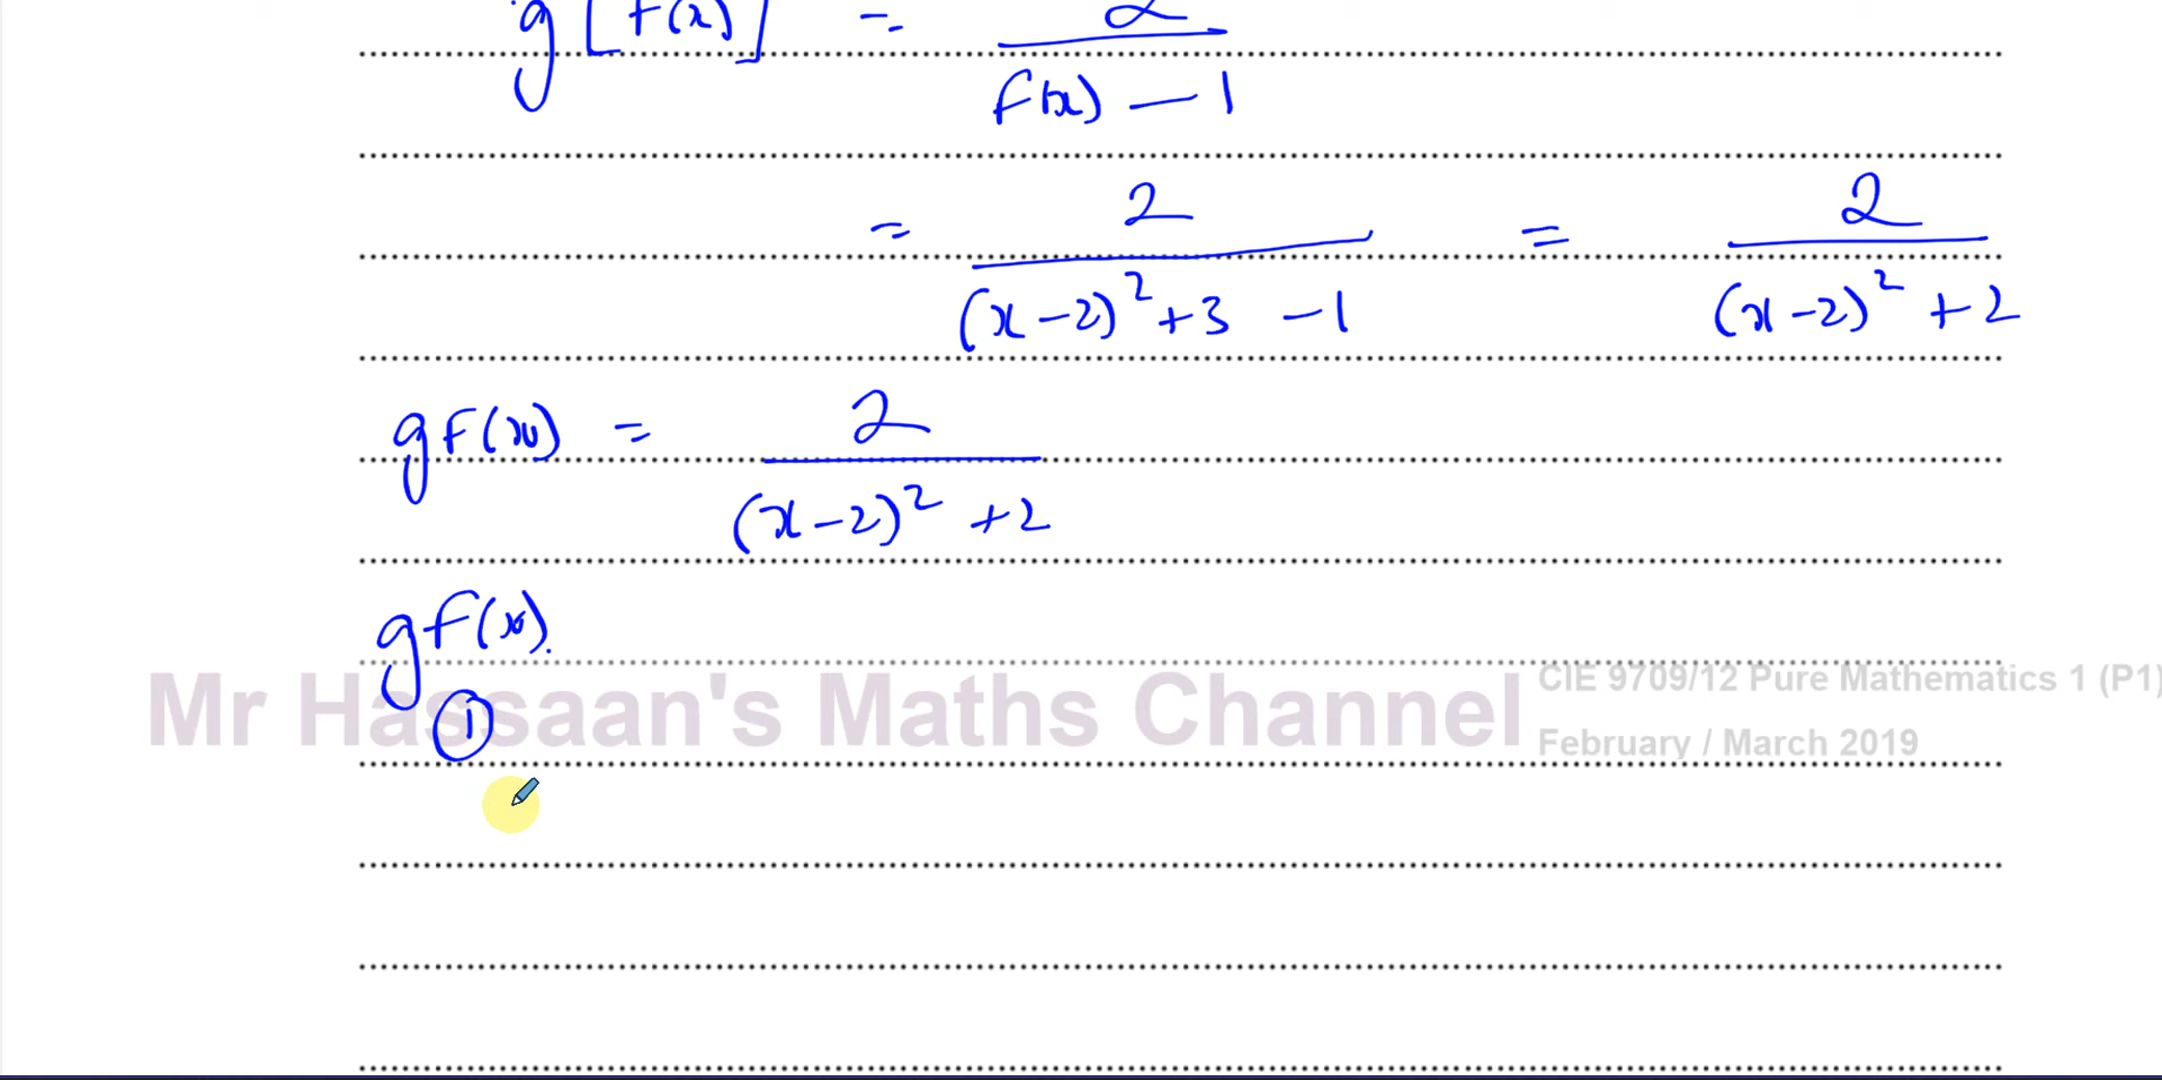 g[f(x)] = 2 / (f(x) − 1)
= 2 / ((x−2)² + 3 − 1) = 2 / ((x−2)² + 2)
gf(x) = 2 / ((x−2)² + 2)
gf(x).
①
Mr Hassaan's Maths Channel
CIE 9709/12 Pure Mathematics 1 (P1)
February / March 2019